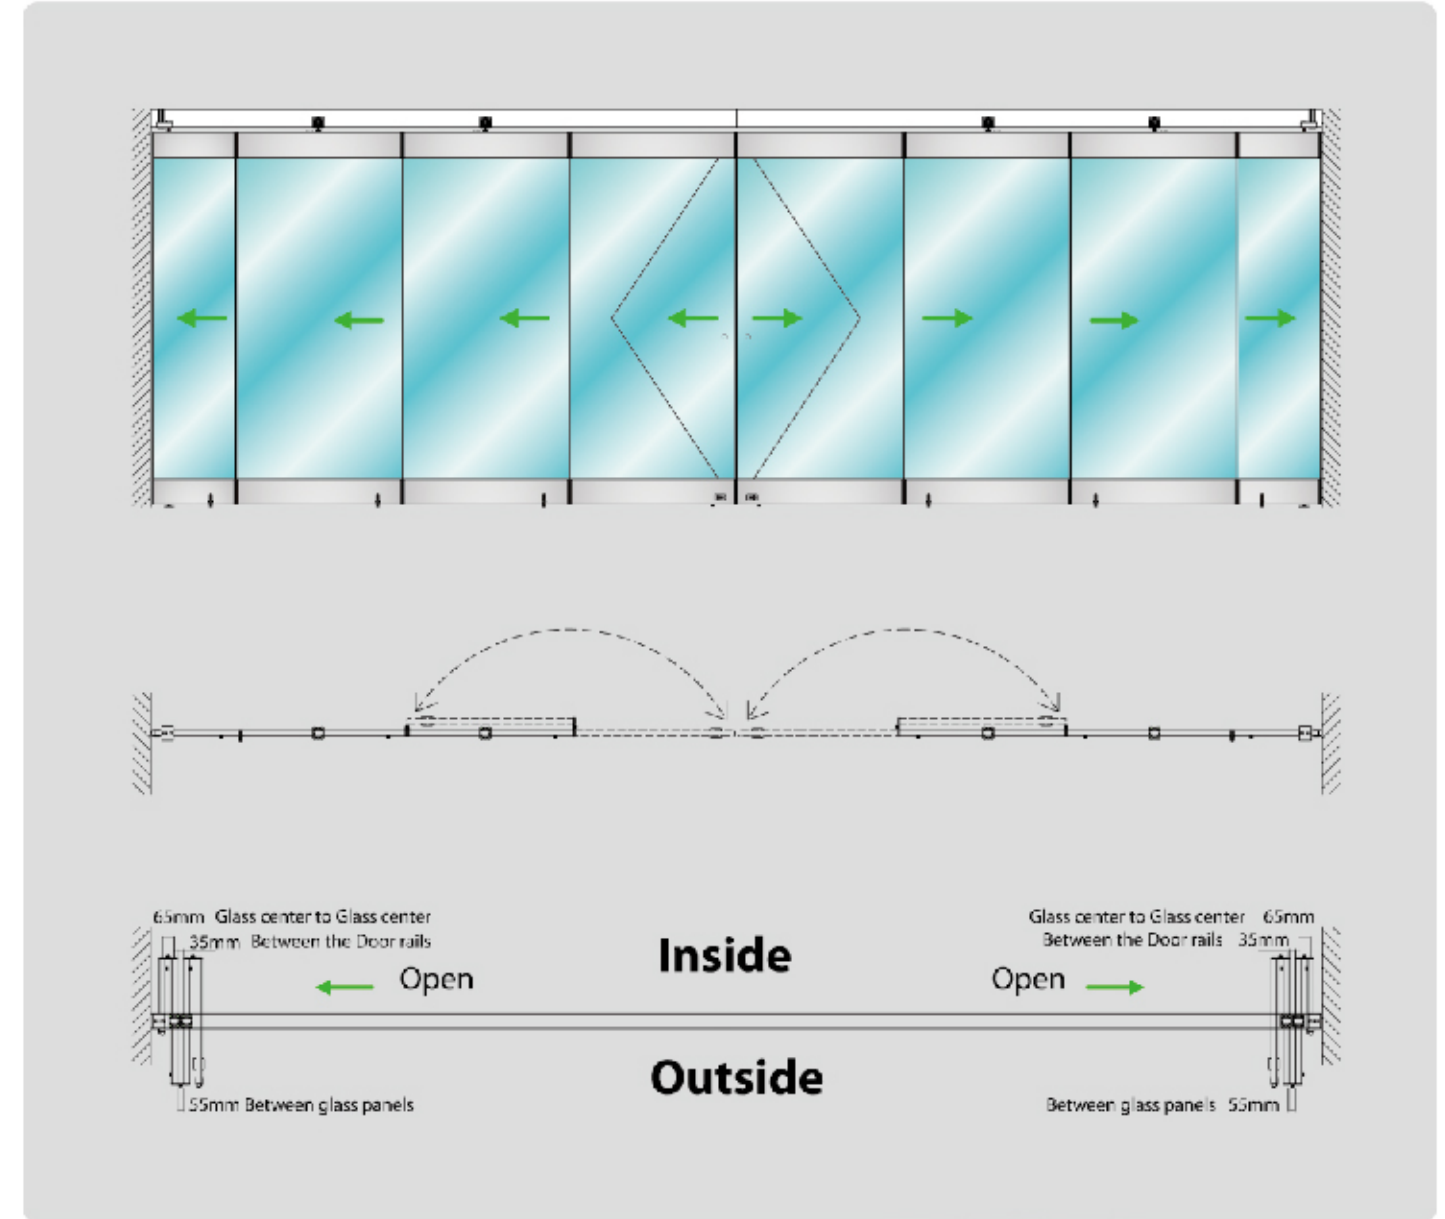 65mm Glass center to Glass center
35mm Between the Door rails
Open
55mm Between glass panels
Inside
Outside
Glass center to Glass center 65mm
Between the Door rails 35mm
Open
Between glass panels 55mm